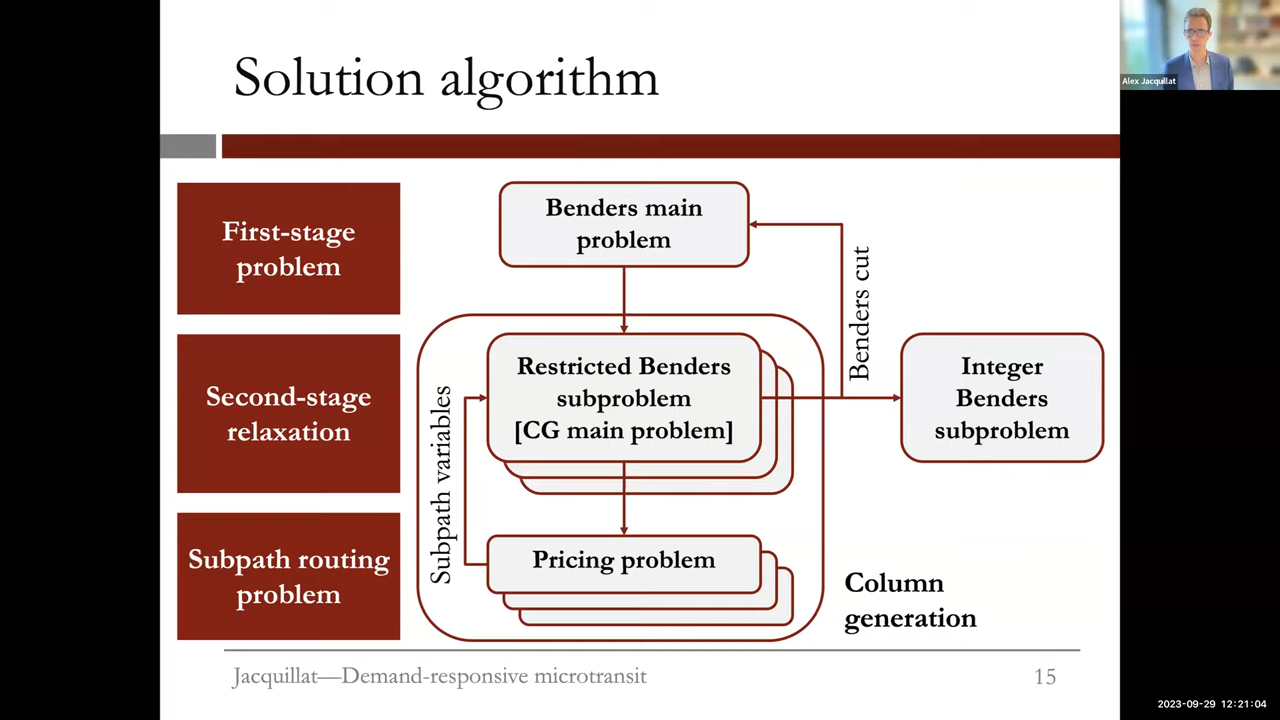 Solution algorithm
Alex Jacquillat
First-stage
problem
Benders main
problem
Benders cut
Second-stage
relaxation
Restricted Benders
subproblem
[CG main problem]
Integer
Benders
subproblem
Subpath variables
Subpath routing
problem
Pricing problem
Column
generation
Jacquillat—Demand-responsive microtransit
15
2023-09-29 12:21:04